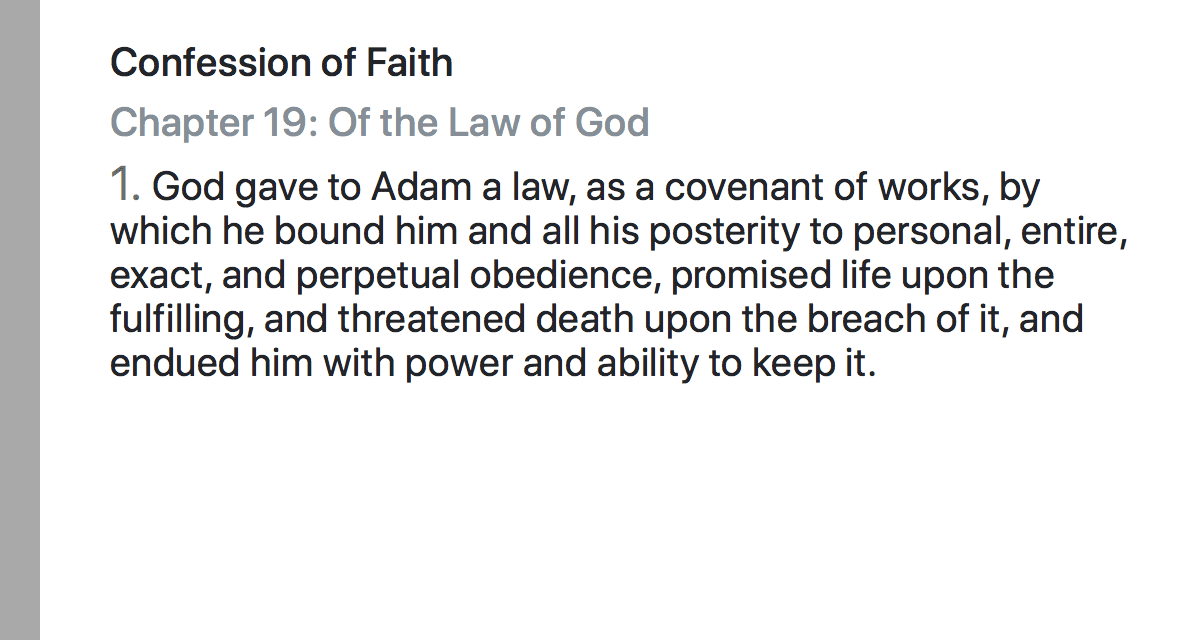 Confession of Faith
Chapter 19: Of the Law of God
1. God gave to Adam a law, as a covenant of works, by
which he bound him and all his posterity to personal, entire,
exact, and perpetual obedience, promised life upon the
fulfilling, and threatened death upon the breach of it, and
endued him with power and ability to keep it.